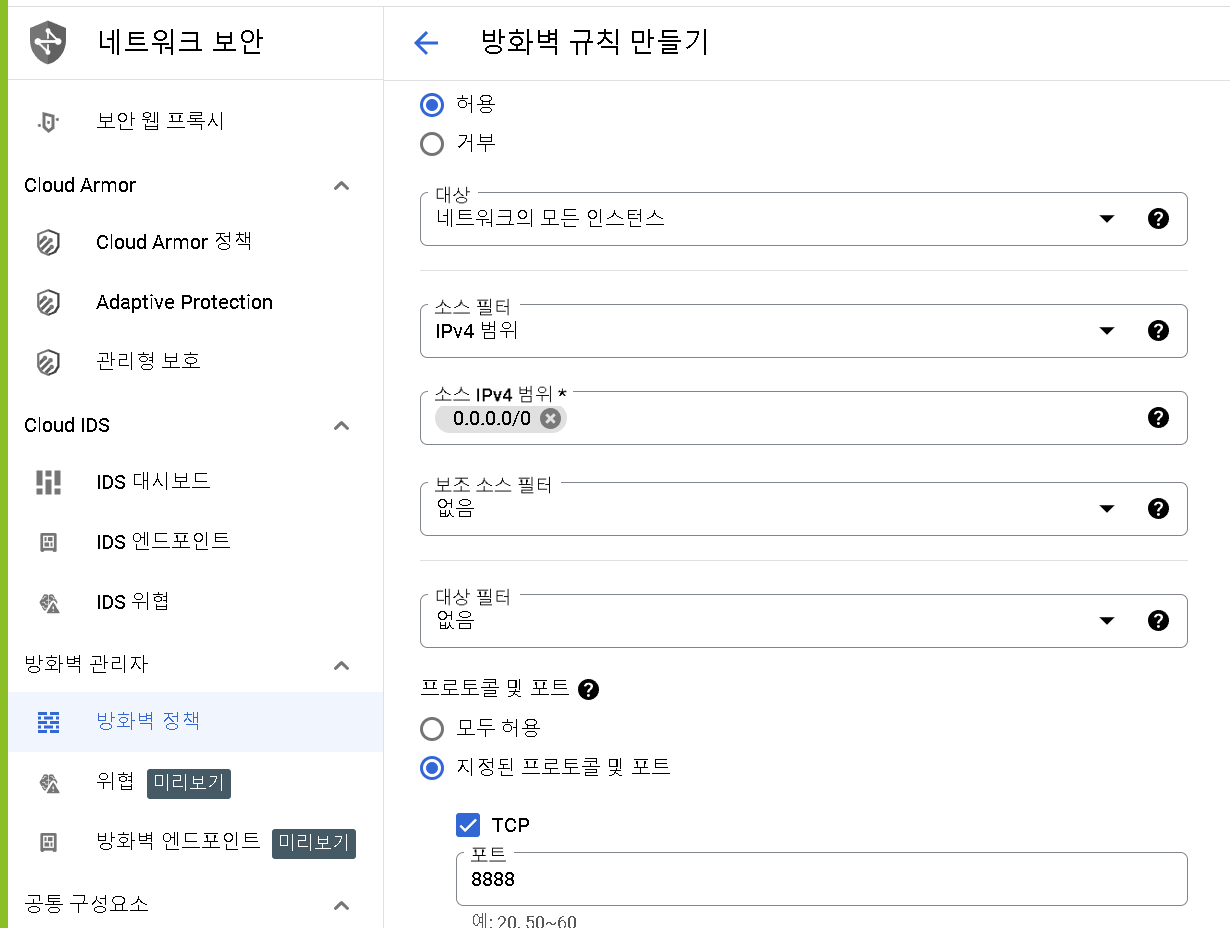 네트워크 보안
보안 웹 프록시
Cloud Armor
Cloud Armor 정책
Adaptive Protection
관리형 보호
Cloud IDS
IDS 대시보드
IDS 엔드포인트
IDS 위협
방화벽 관리자
방화벽 정책
위협 미리보기
방화벽 엔드포인트 미리보기
공통 구성요소
방화벽 규칙 만들기
허용
거부
대상
네트워크의 모든 인스턴스
소스 필터
IPv4 범위
소스 IPv4 범위 *
0.0.0.0/0
보조 소스 필터
없음
대상 필터
없음
프로토콜 및 포트
모두 허용
지정된 프로토콜 및 포트
TCP
포트
8888
예: 20, 50~60